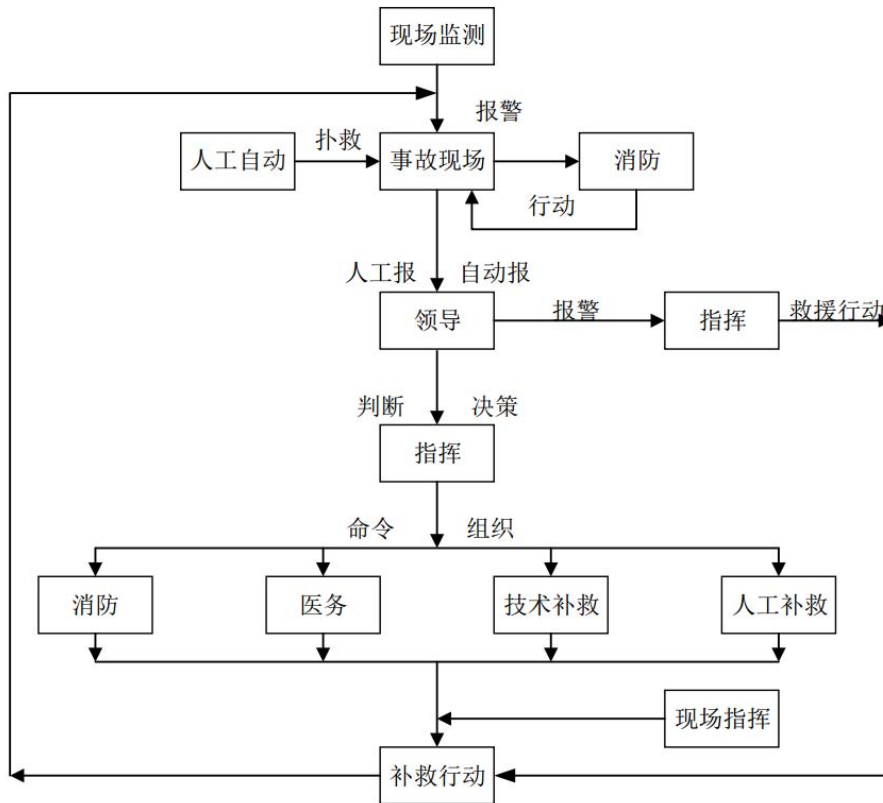 现场监测
报警
扑救
人工自动
事故现场
消防
行动
人工报
自动报
领导
报警
指挥
救援行动
判断
决策
指挥
命令
组织
消防
医务
技术补救
人工补救
现场指挥
补救行动